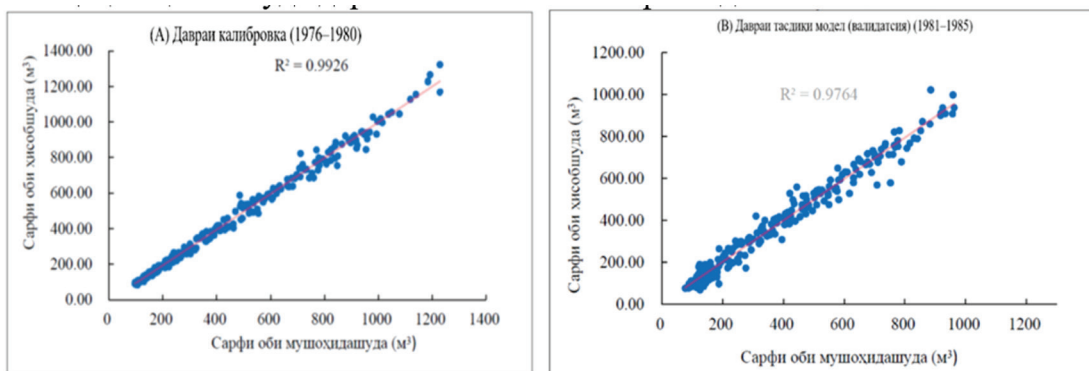 (A) Давраи калибровка (1976–1980)
R² = 0.9926
Сарфи оби хисобшуда (м³)
1400.00
1200.00
1000.00
800.00
600.00
400.00
200.00
0.00
0 200 400 600 800 1000 1200 1400
Сарфи оби мушоҳидашуда (м³)
(B) Давраи тасдиқи модел (валидатсия) (1981–1985)
R² = 0.9764
Сарфи оби хисобшуда (м³)
1200.00
1000.00
800.00
600.00
400.00
200.00
0.00
0 200 400 600 800 1000 1200
Сарфи оби мушоҳидашуда (м³)